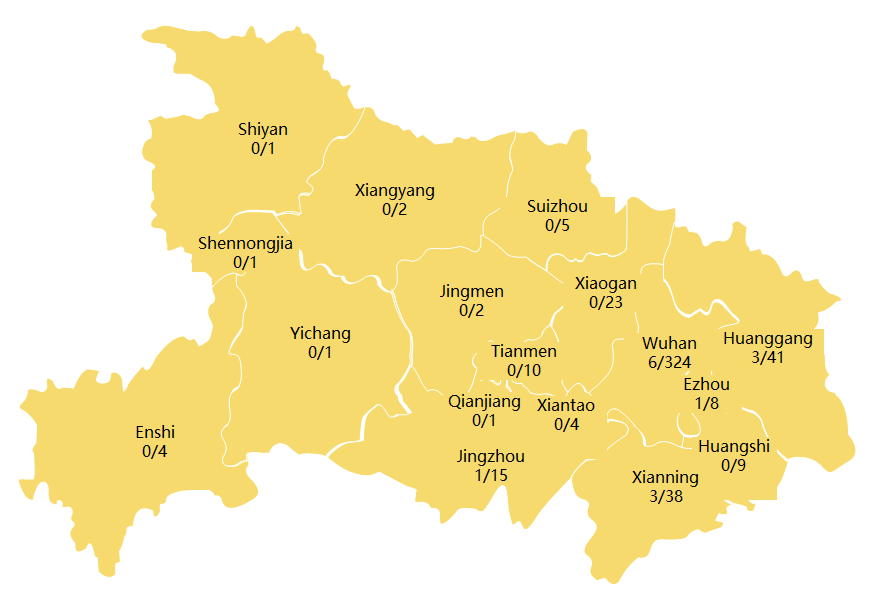 Shiyan
0/1
Xiangyang
0/2
Suizhou
0/5
Shennongjia
0/1
Jingmen
0/2
Xiaogan
0/23
Yichang
0/1
Tianmen
0/10
Wuhan
6/324
Huanggang
3/41
Ezhou
1/8
Qianjiang
0/1
Xiantao
0/4
Enshi
0/4
Jingzhou
1/15
Huangshi
0/9
Xianning
3/38